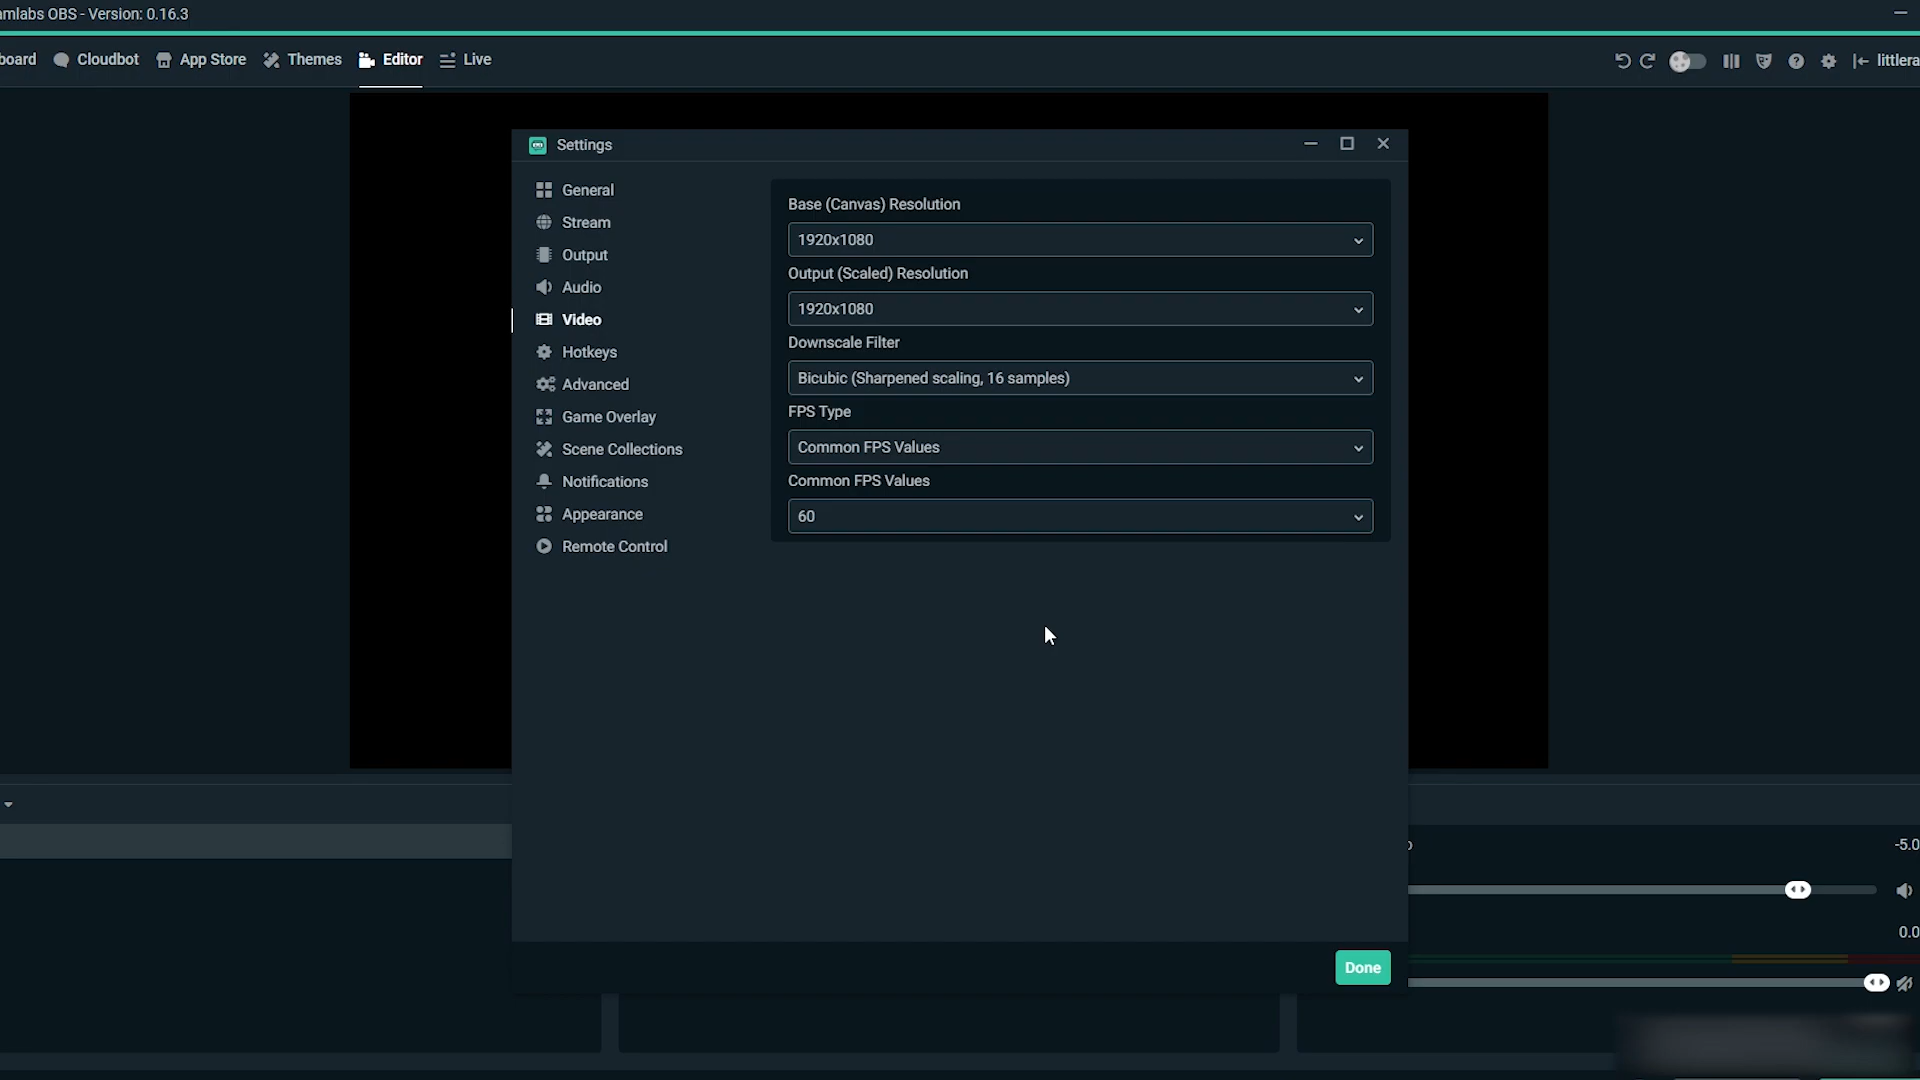 amlabs OBS - Version: 0.16.3
board Cloudbot App Store Themes Editor Live
littlera
Settings
General
Stream
Output
Audio
Video
Hotkeys
Advanced
Game Overlay
Scene Collections
Notifications
Appearance
Remote Control
Base (Canvas) Resolution
1920x1080
Output (Scaled) Resolution
1920x1080
Downscale Filter
Bicubic (Sharpened scaling, 16 samples)
FPS Type
Common FPS Values
Common FPS Values
60
-5.0
0.0
Done